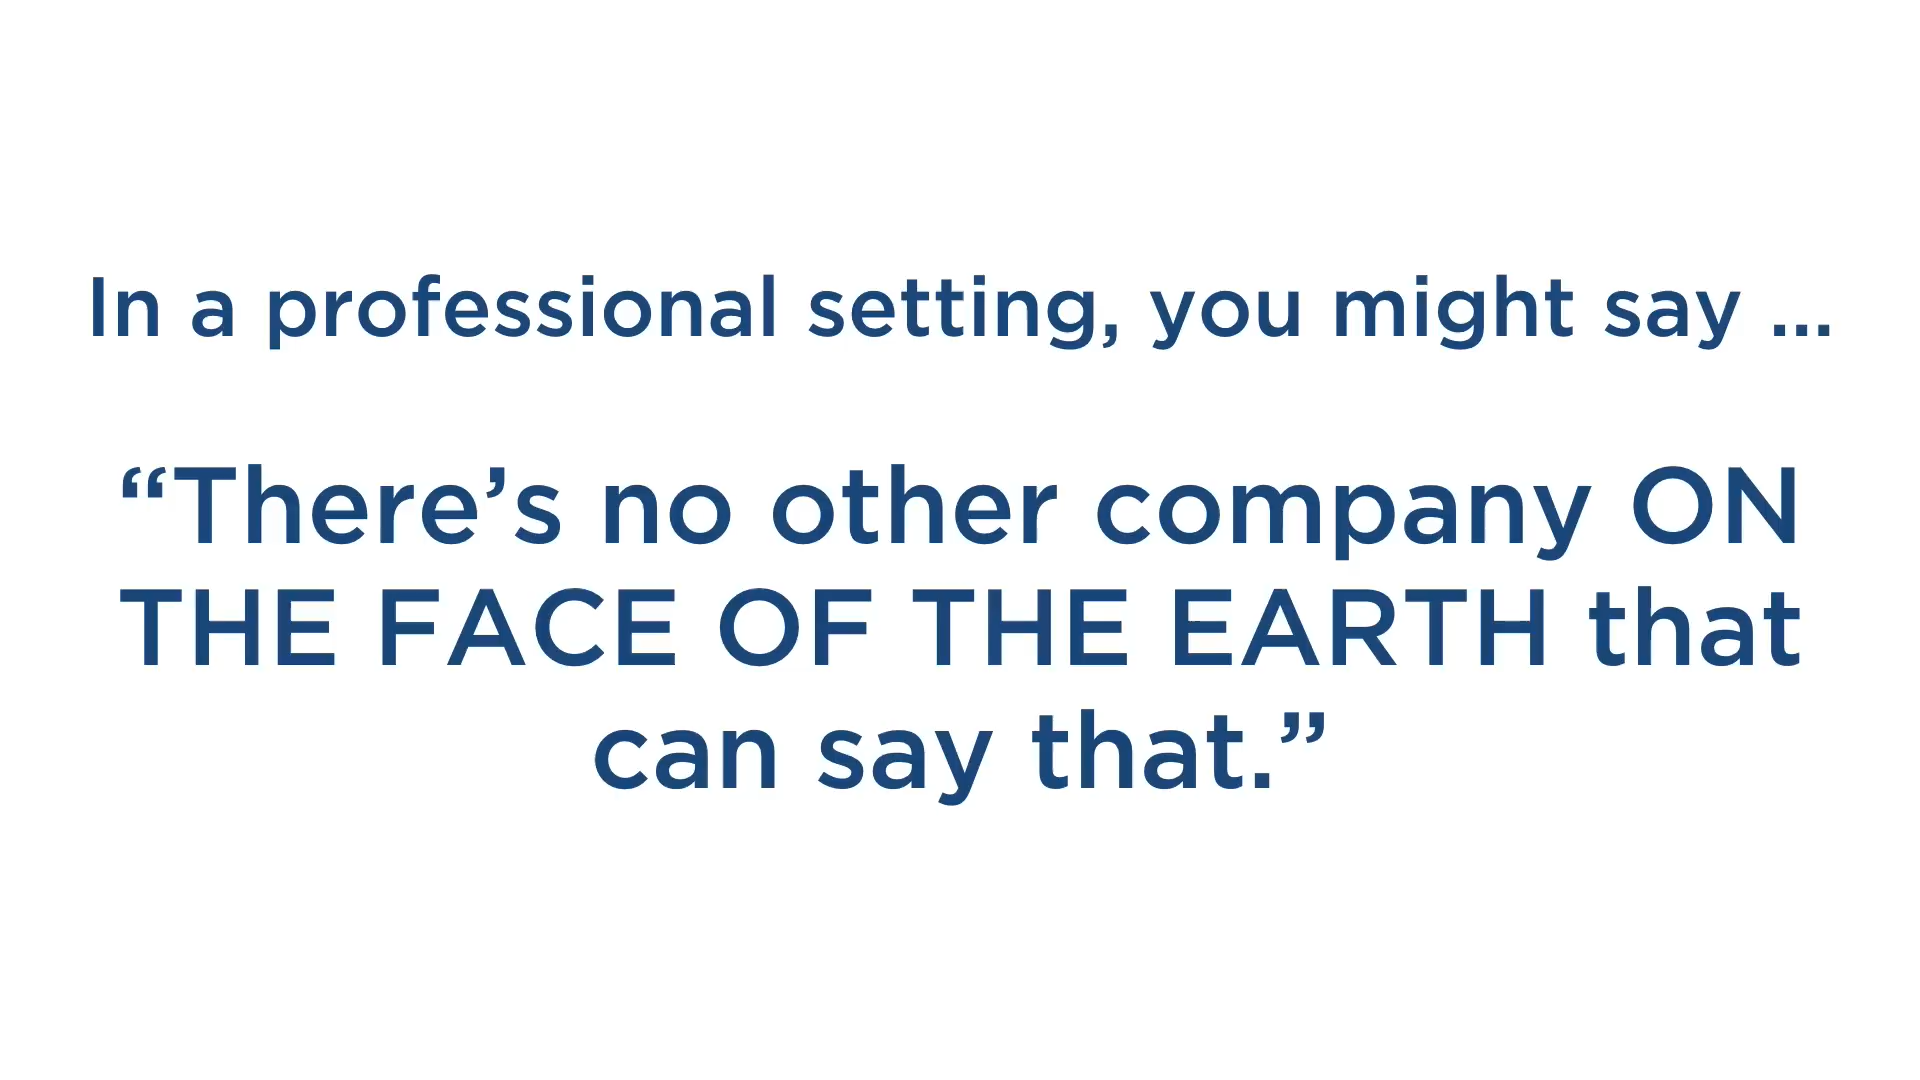 In a professional setting, you might say ...
“There’s no other company ON
THE FACE OF THE EARTH that
can say that.”